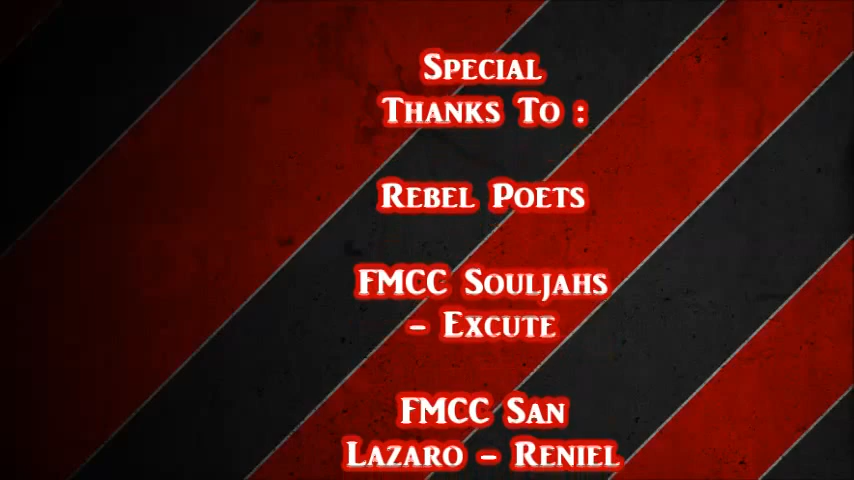 Special
Thanks To :
Rebel Poets
FMCC Souljahs
- Excute
FMCC San
Lazaro - Reniel